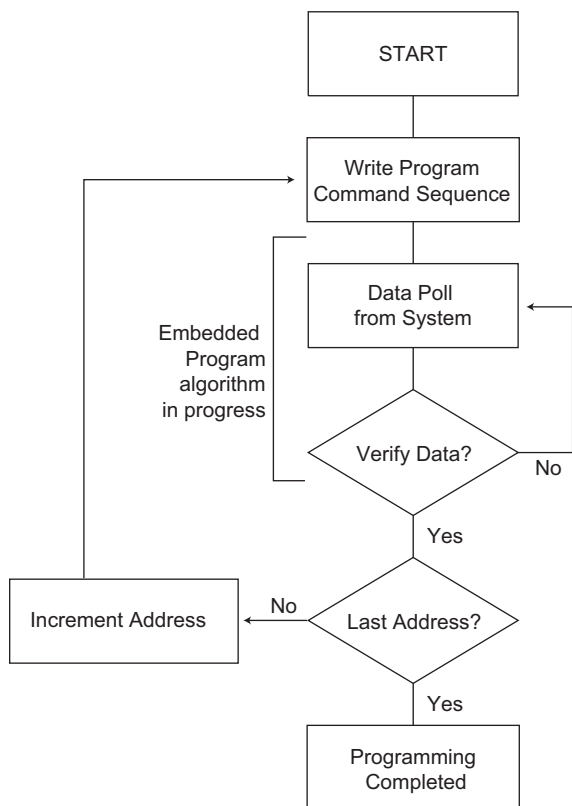 START
Write Program
Command Sequence
Data Poll
from System
Embedded
Program
algorithm
in progress
Verify Data?
No
Yes
Last Address?
No
Increment Address
Yes
Programming
Completed